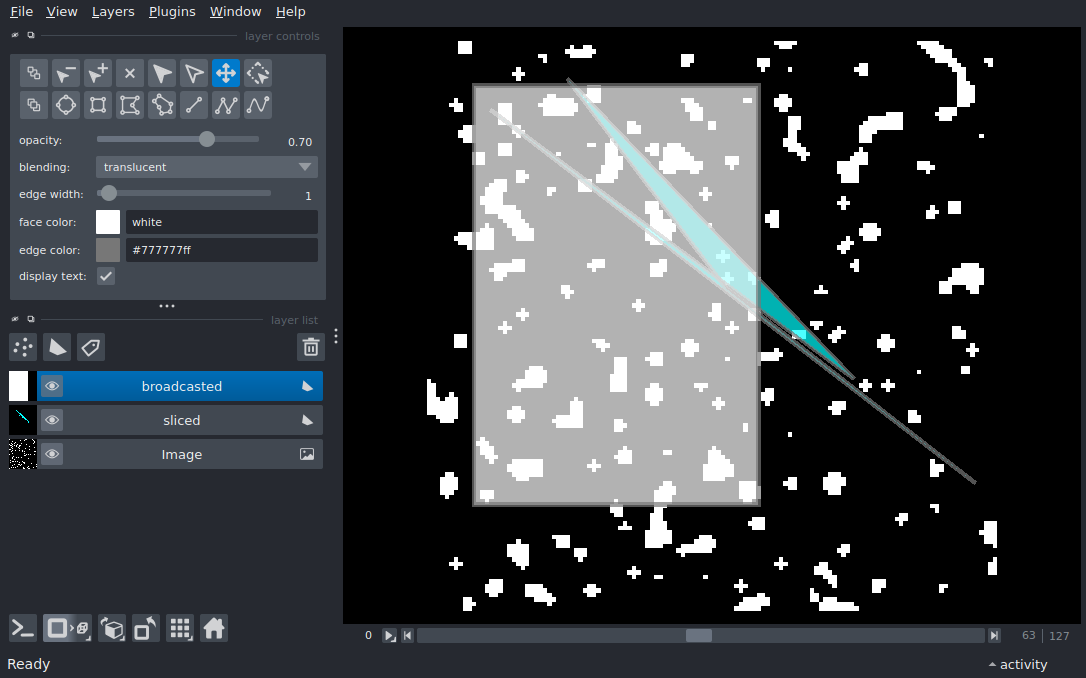 File View Layers Plugins Window Help
layer controls
opacity: 0.70
blending: translucent
edge width: 1
face color: white
edge color: #777777ff
display text:
layer list
broadcasted
sliced
Image
0 63 127
Ready activity